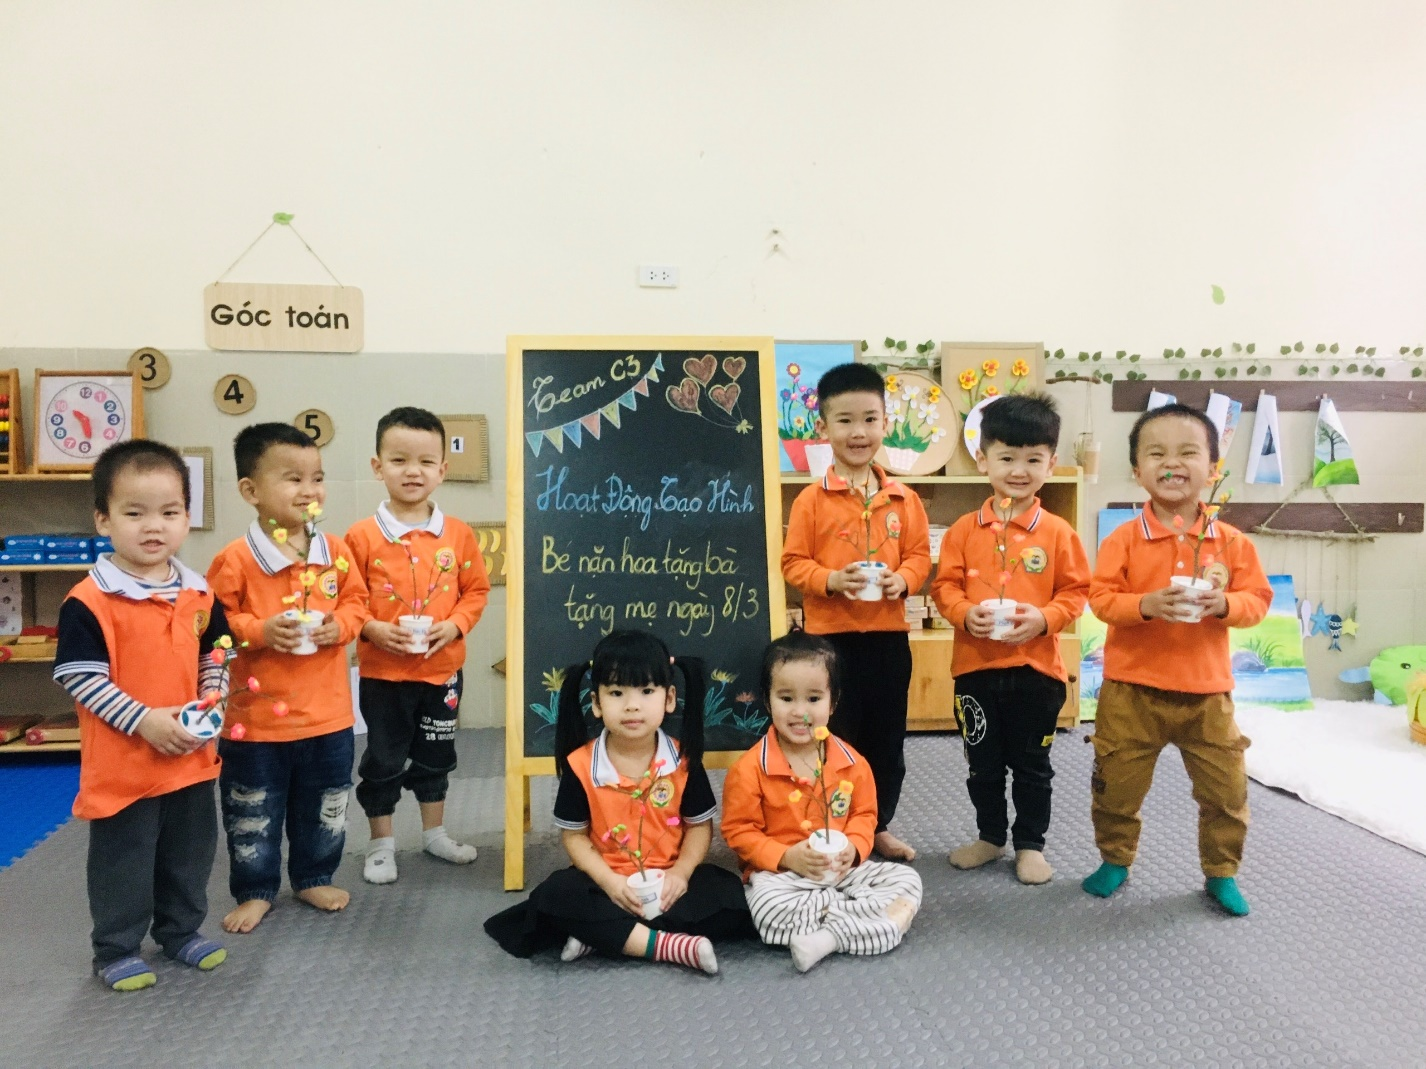 Góc toán
3
4
5
1
Team C3
Hoạt Động Tạo Hình
Bé nặn hoa tặng bà
tặng mẹ ngày 8/3